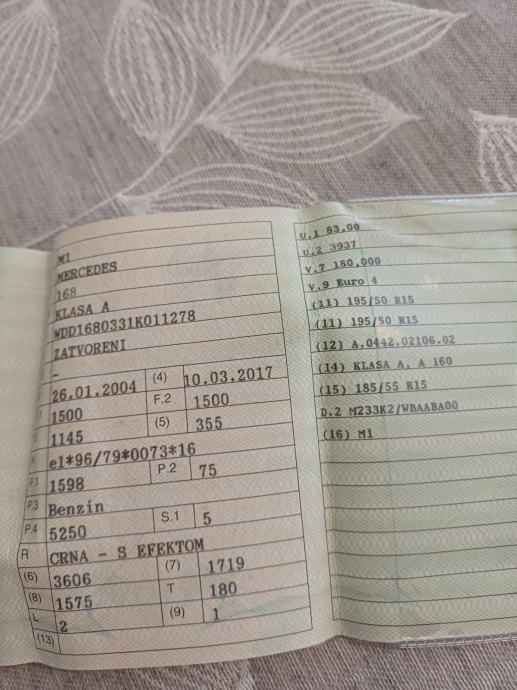 M1
MERCEDES
168
KLASA A
WDD1680331K011278
ZATVORENI
-
26.01.2004 (4) 10.03.2017
1500 F.2 1500
1145 (5) 355
e1*96/79*0073*16
P.1 1598 P.2 75
P.3 Benzin
P.4 5250 S.1 5
R CRNA - S EFEKTOM
(6) 3606 (7) 1719
(8) 1575 T 180
L 2 (9) 1
(13)
U.1 83,00
U.2 3937
V.7 180,000
V.9 Euro 4
(11) 195/50 R15
(11) 195/50 R15
(12) A.0442.02106.02
(14) KLASA A, A 160
(15) 185/55 R15
D.2 M233K2/WBAABA00
(16) M1